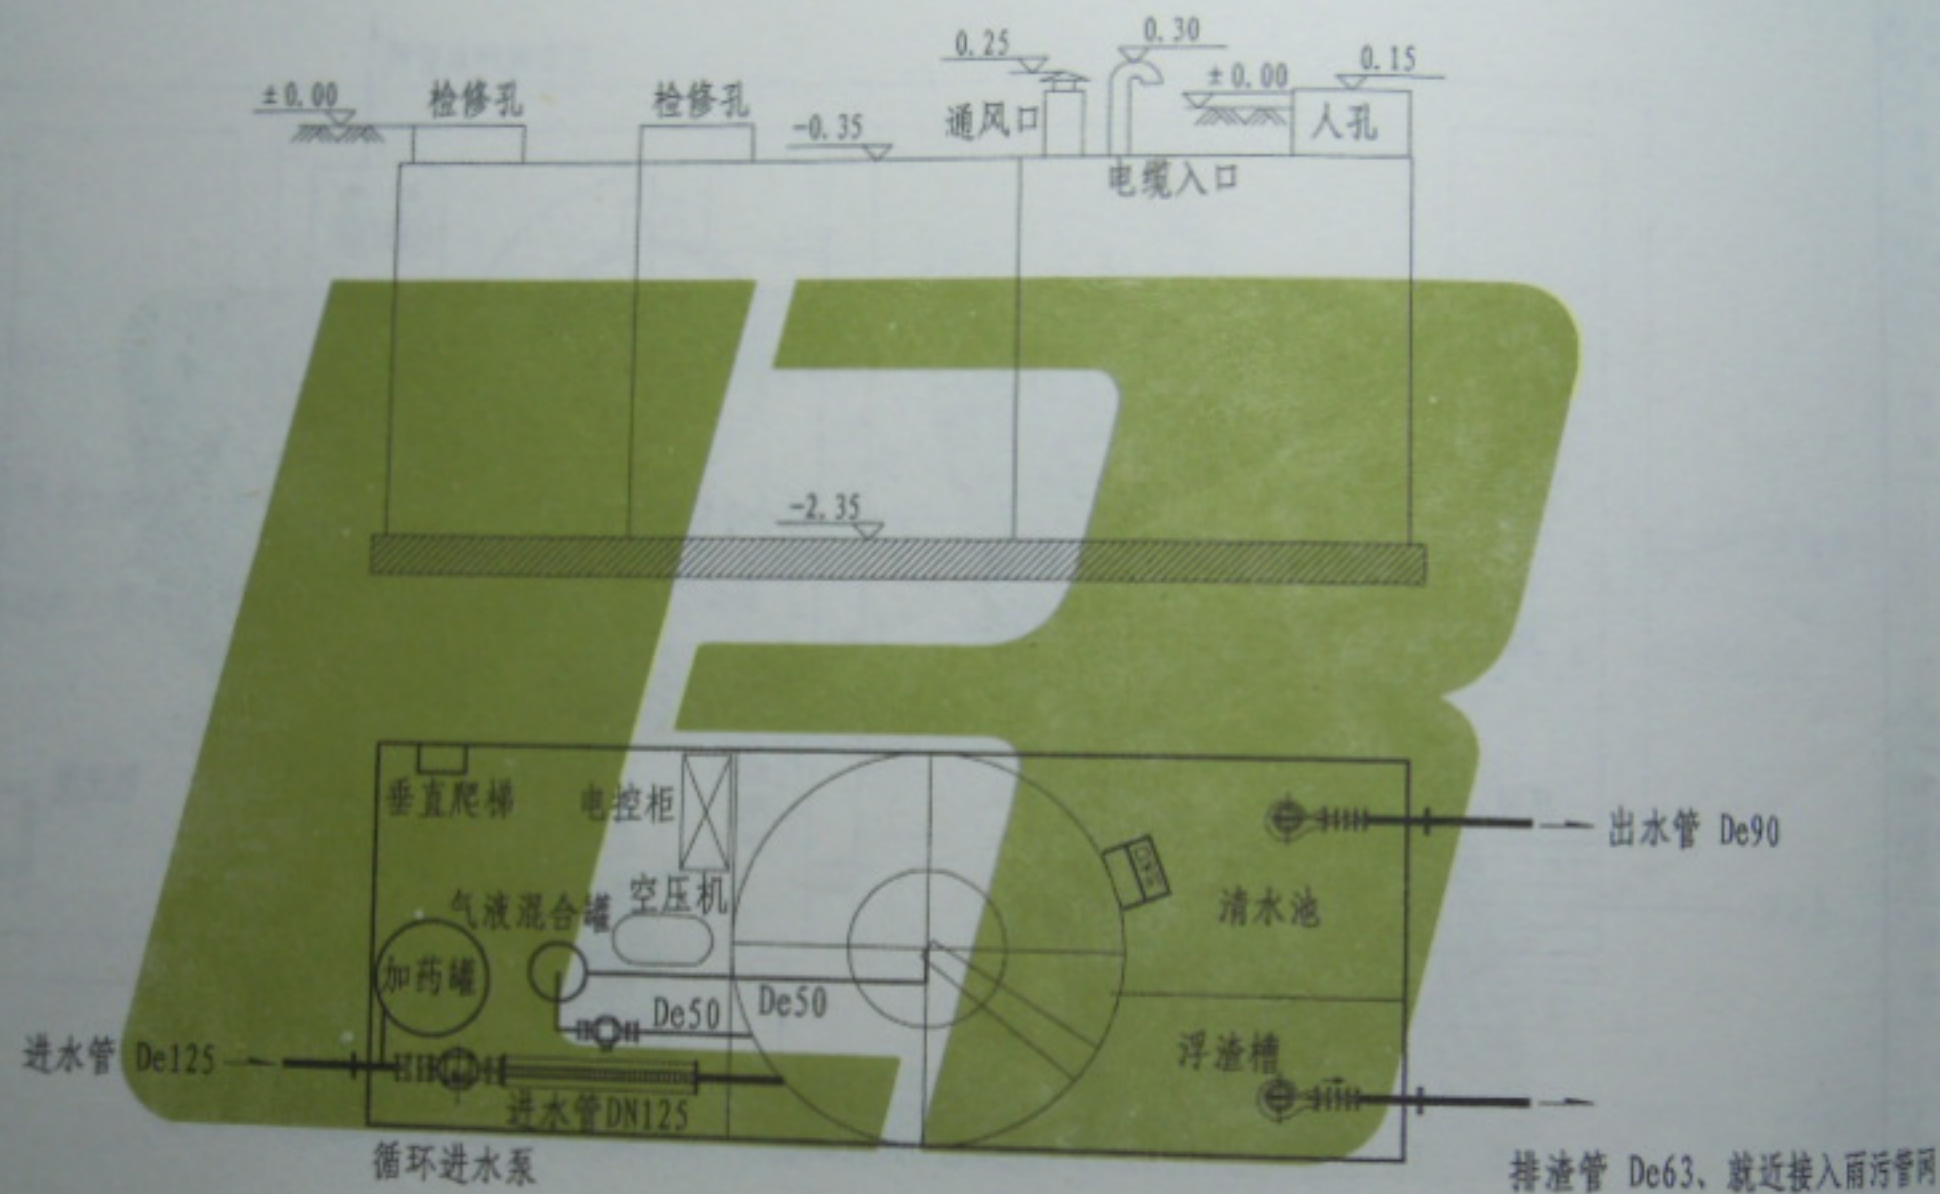 0.25
0.30
0.15
±0.00
检修孔
检修孔
-0.35
通风口
±0.00
人孔
电缆入口
-2.35
垂直爬梯
电控柜
出水管 De90
气液混合罐
空压机
清水池
加药罐
De50
De50
浮渣槽
进水管 De125
进水管DN125
循环进水泵
排渣管 De63、就近接入雨污管网